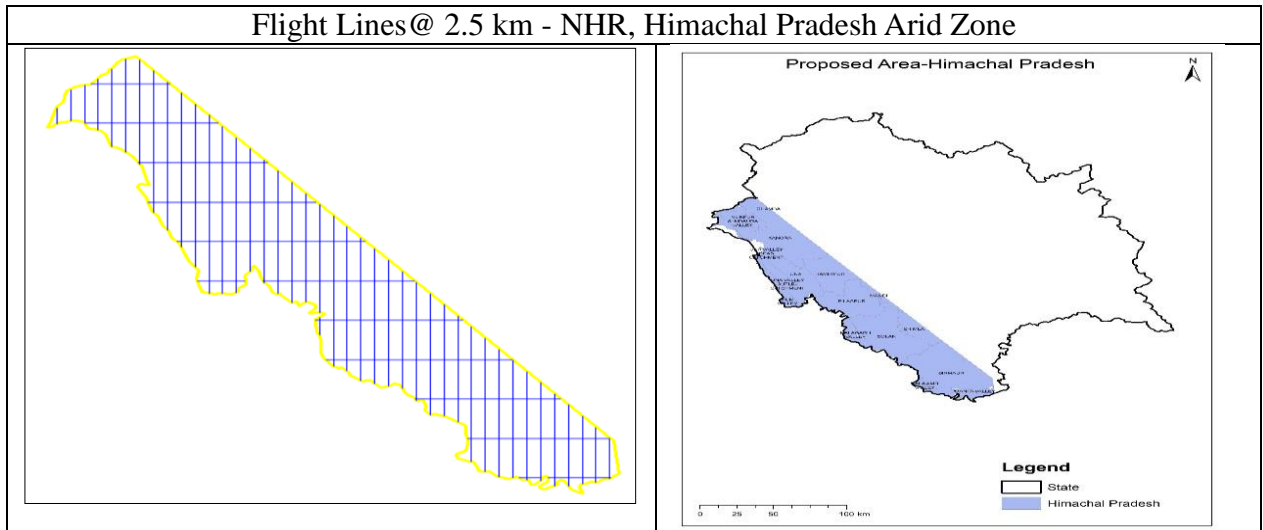 Flight Lines@ 2.5 km - NHR, Himachal Pradesh Arid Zone
Proposed Area-Himachal Pradesh
N
CHAMBA
KANGRA
UNA
HAMIRPUR
MANDI
BILASPUR
SHIMLA
SOLAN
SIRMAUR
Legend
State
Himachal Pradesh
0 25 50 100 km